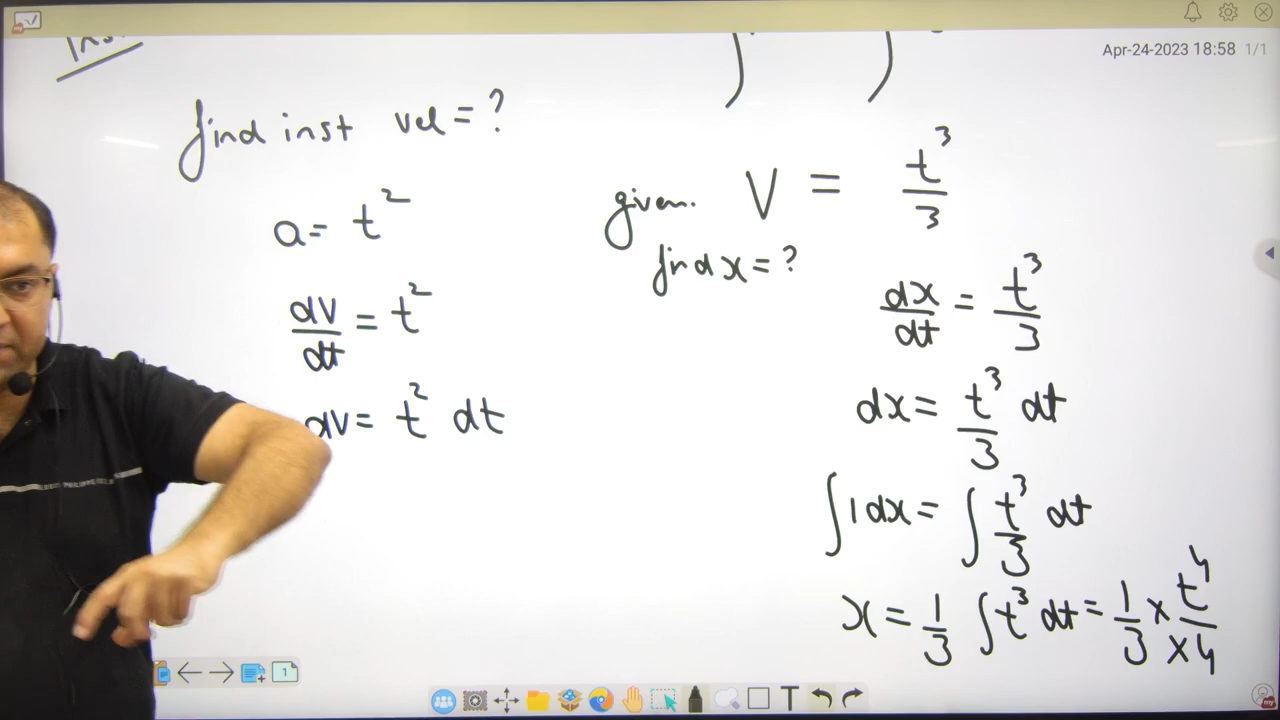 Apr-24-2023 18:58 1/1
find inst vel = ?
a = t²
dv/dt = t²
dv = t² dt
given. V = t³/3
find x = ?
dx/dt = t³/3
dx = t³/3 dt
∫1dx = ∫ t³/3 dt
x = 1/3 ∫t³ dt = 1/3 × t⁴/×4
1
T